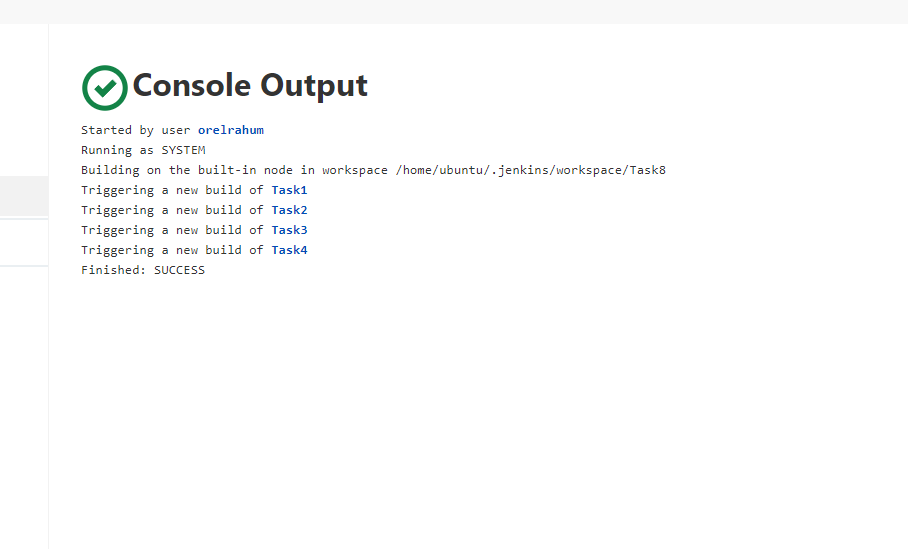 Console Output
Started by user orelrahum
Running as SYSTEM
Building on the built-in node in workspace /home/ubuntu/.jenkins/workspace/Task8
Triggering a new build of Task1
Triggering a new build of Task2
Triggering a new build of Task3
Triggering a new build of Task4
Finished: SUCCESS